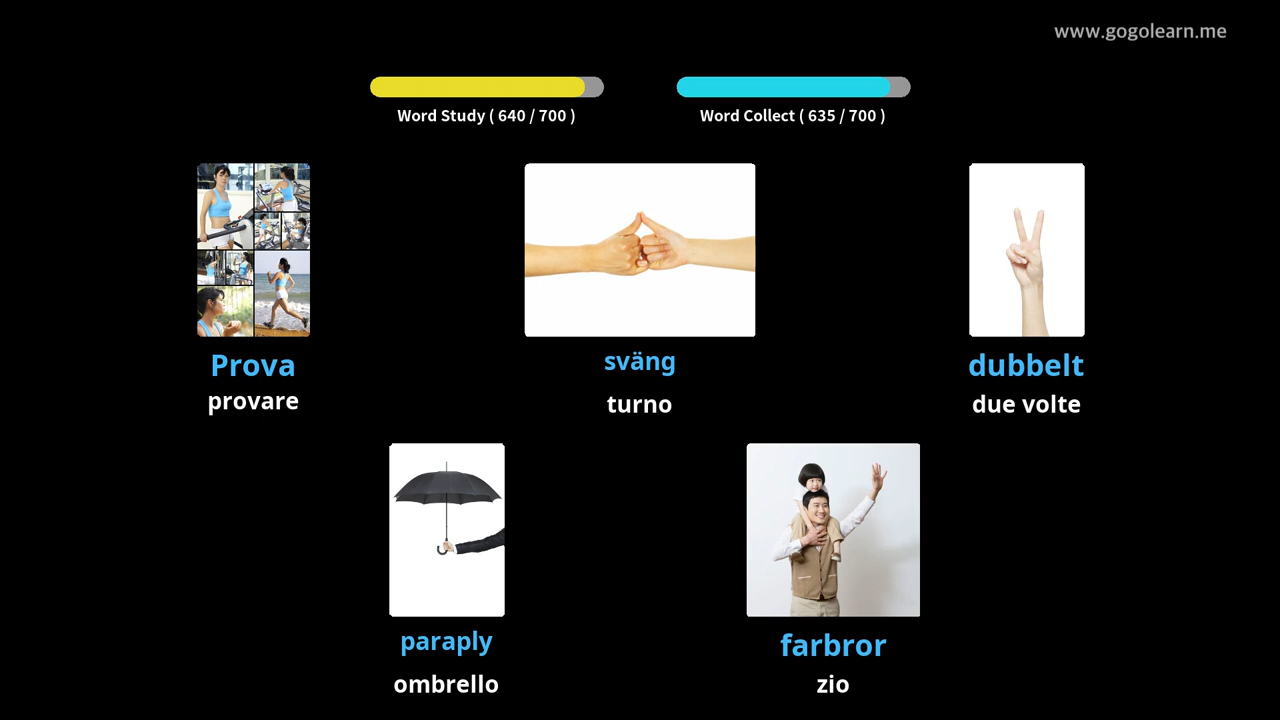 www.gogolearn.me
Word Study ( 640 / 700 )
Word Collect ( 635 / 700 )
Prova
provare
sväng
turno
dubbelt
due volte
paraply
ombrello
farbror
zio